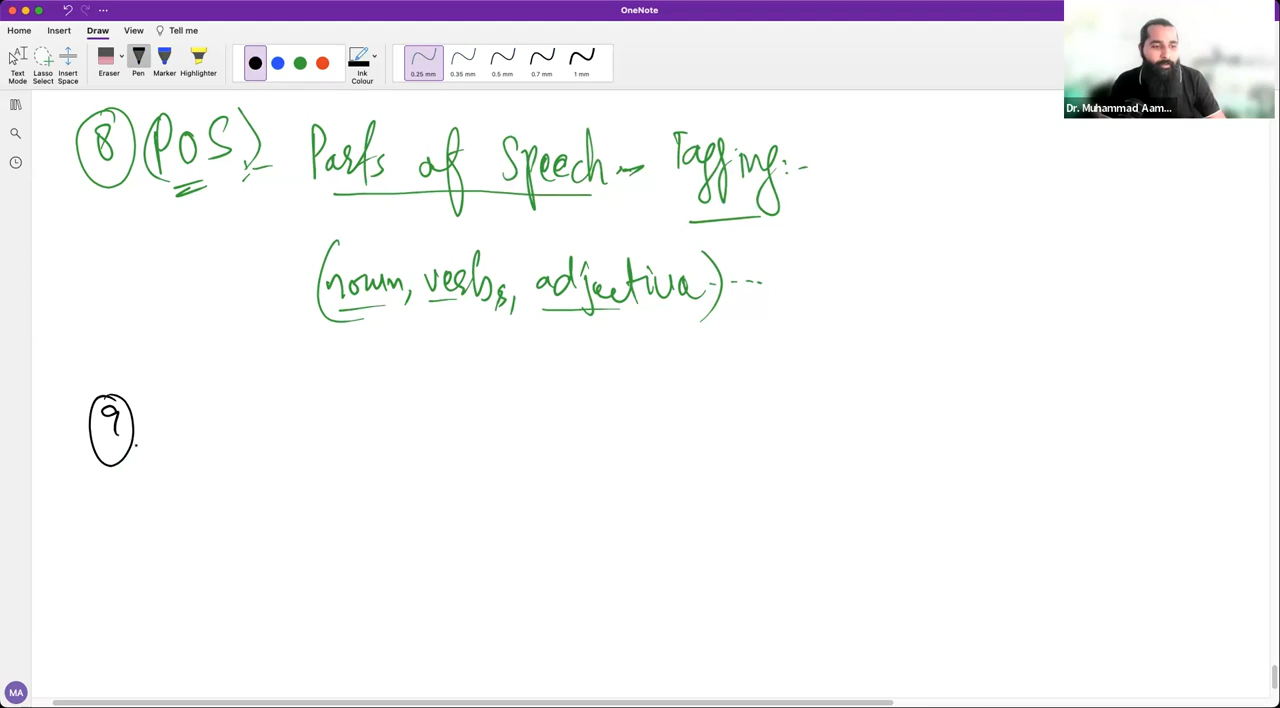 OneNote
Home Insert Draw View Tell me
Text Mode Lasso Select Insert Space Eraser Pen Marker Highlighter Ink Colour 0.25 mm 0.35 mm 0.5 mm 0.7 mm 1 mm
Dr. Muhammad Aam...
8 (POS):- Parts of Speech - Tagging:-
(noun, verbs, adjective) ...
9.
MA